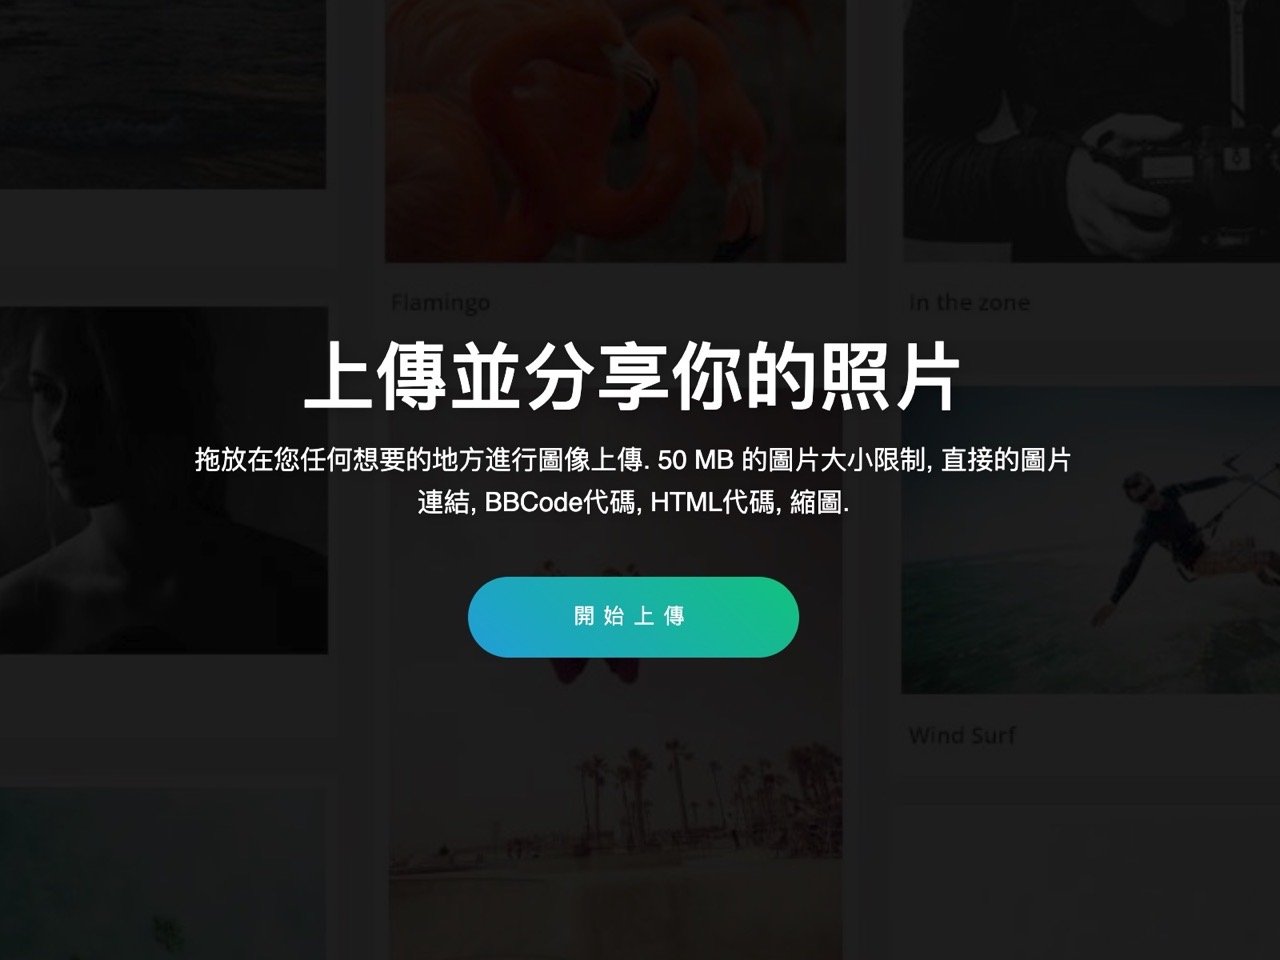 Flamingo
In the zone
上傳並分享你的照片
拖放在您任何想要的地方進行圖像上傳. 50 MB 的圖片大小限制, 直接的圖片
連結, BBCode代碼, HTML代碼, 縮圖.
開始上傳
Wind Surf